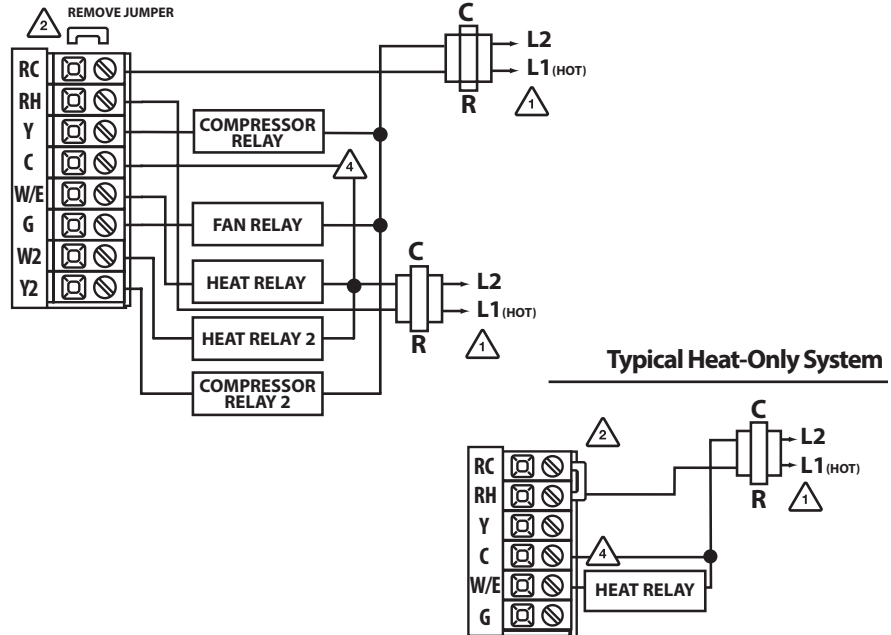 2 REMOVE JUMPER
C
L2
L1 (HOT)
R
1
RC
RH
Y
C
W/E
G
W2
Y2
COMPRESSOR
RELAY
4
FAN RELAY
HEAT RELAY
HEAT RELAY 2
COMPRESSOR
RELAY 2
C
L2
L1 (HOT)
R
1
Typical Heat-Only System
2
C
L2
L1 (HOT)
R
1
RC
RH
Y
C
W/E
G
4
HEAT RELAY